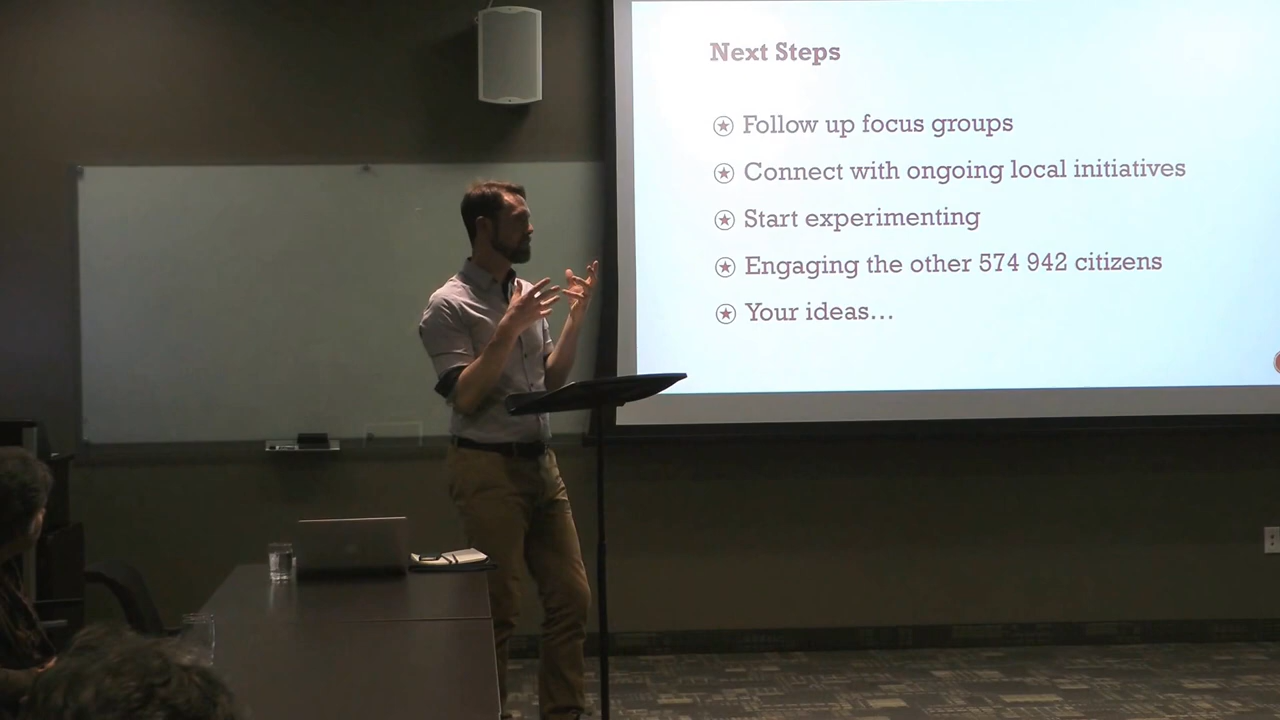 Next Steps
Follow up focus groups
Connect with ongoing local initiatives
Start experimenting
Engaging the other 574 942 citizens
Your ideas…